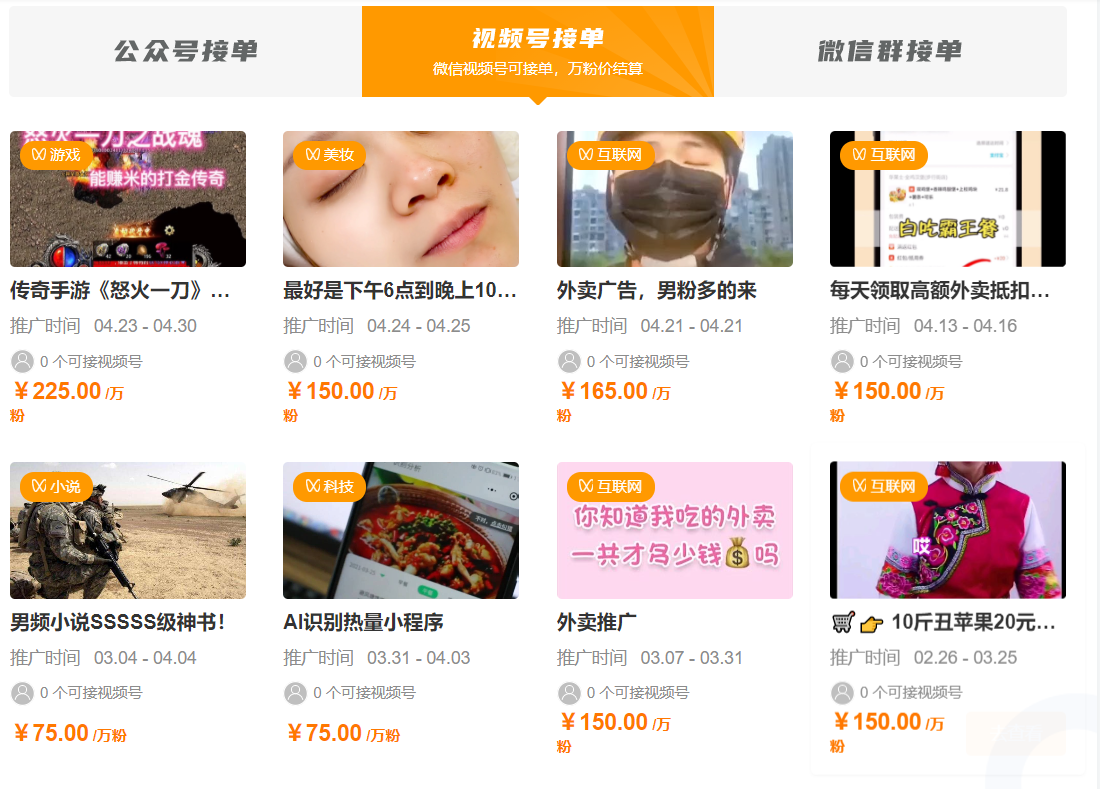 公众号接单
视频号接单
微信群接单
微信视频号可接单，万粉价结算
怒火一刀之战魂
游戏
能赚米的打金传奇
美妆
互联网
互联网
白吃霸王餐
传奇手游《怒火一刀》...
最好是下午6点到晚上10...
外卖广告，男粉多的来
每天领取高额外卖抵扣...
推广时间 04.23 - 04.30
推广时间 04.24 - 04.25
推广时间 04.21 - 04.21
推广时间 04.13 - 04.16
0 个可接视频号
0 个可接视频号
0 个可接视频号
0 个可接视频号
￥225.00 /万
粉
￥150.00 /万
粉
￥165.00 /万
粉
￥150.00 /万
粉
小说
科技
互联网
你知道我吃的外卖
一共才多少钱💰吗
互联网
哎
男频小说SSSSS级神书！
AI识别热量小程序
外卖推广
🛒👉 10斤丑苹果20元...
推广时间 03.04 - 04.04
推广时间 03.31 - 04.03
推广时间 03.07 - 03.31
推广时间 02.26 - 03.25
0 个可接视频号
0 个可接视频号
0 个可接视频号
0 个可接视频号
￥75.00 /万粉
￥75.00 /万粉
￥150.00 /万
粉
￥150.00 /万
粉